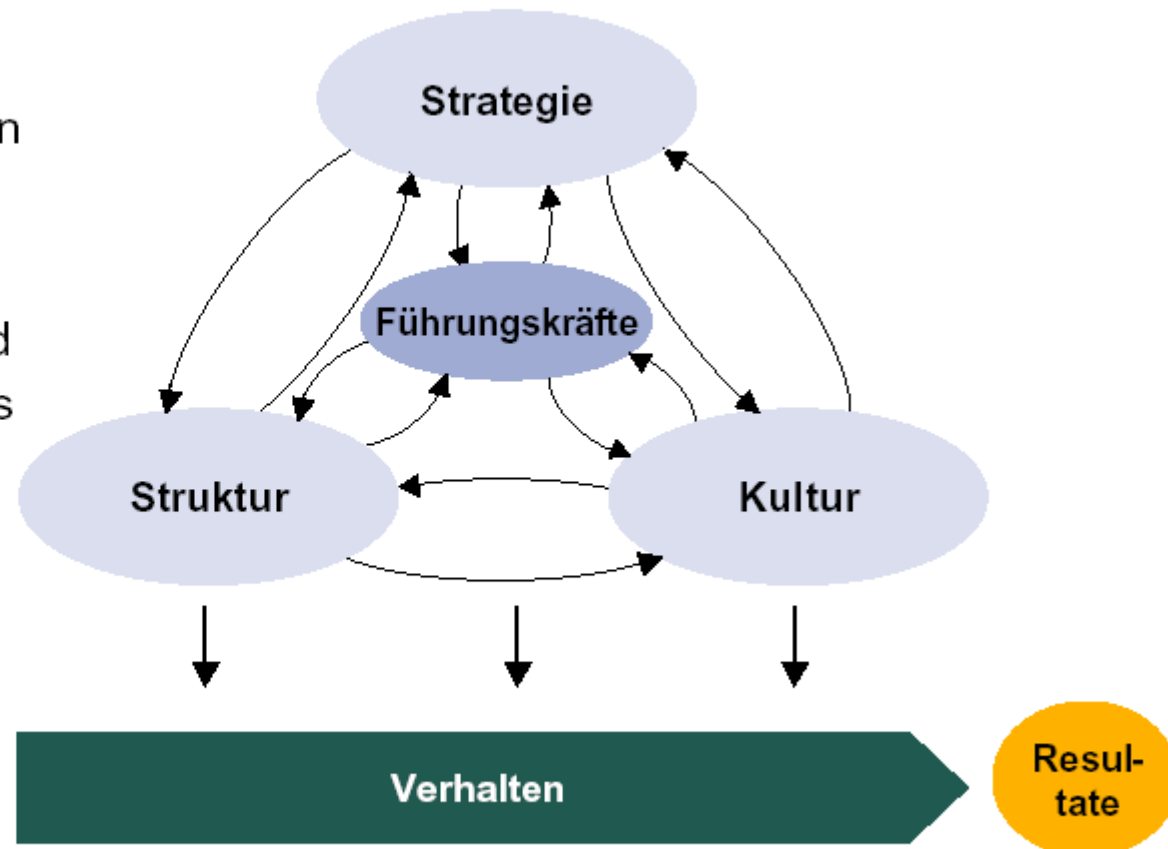 Strategie
n
Führungskräfte
d
s
Struktur
Kultur
Verhalten
Resul-
tate